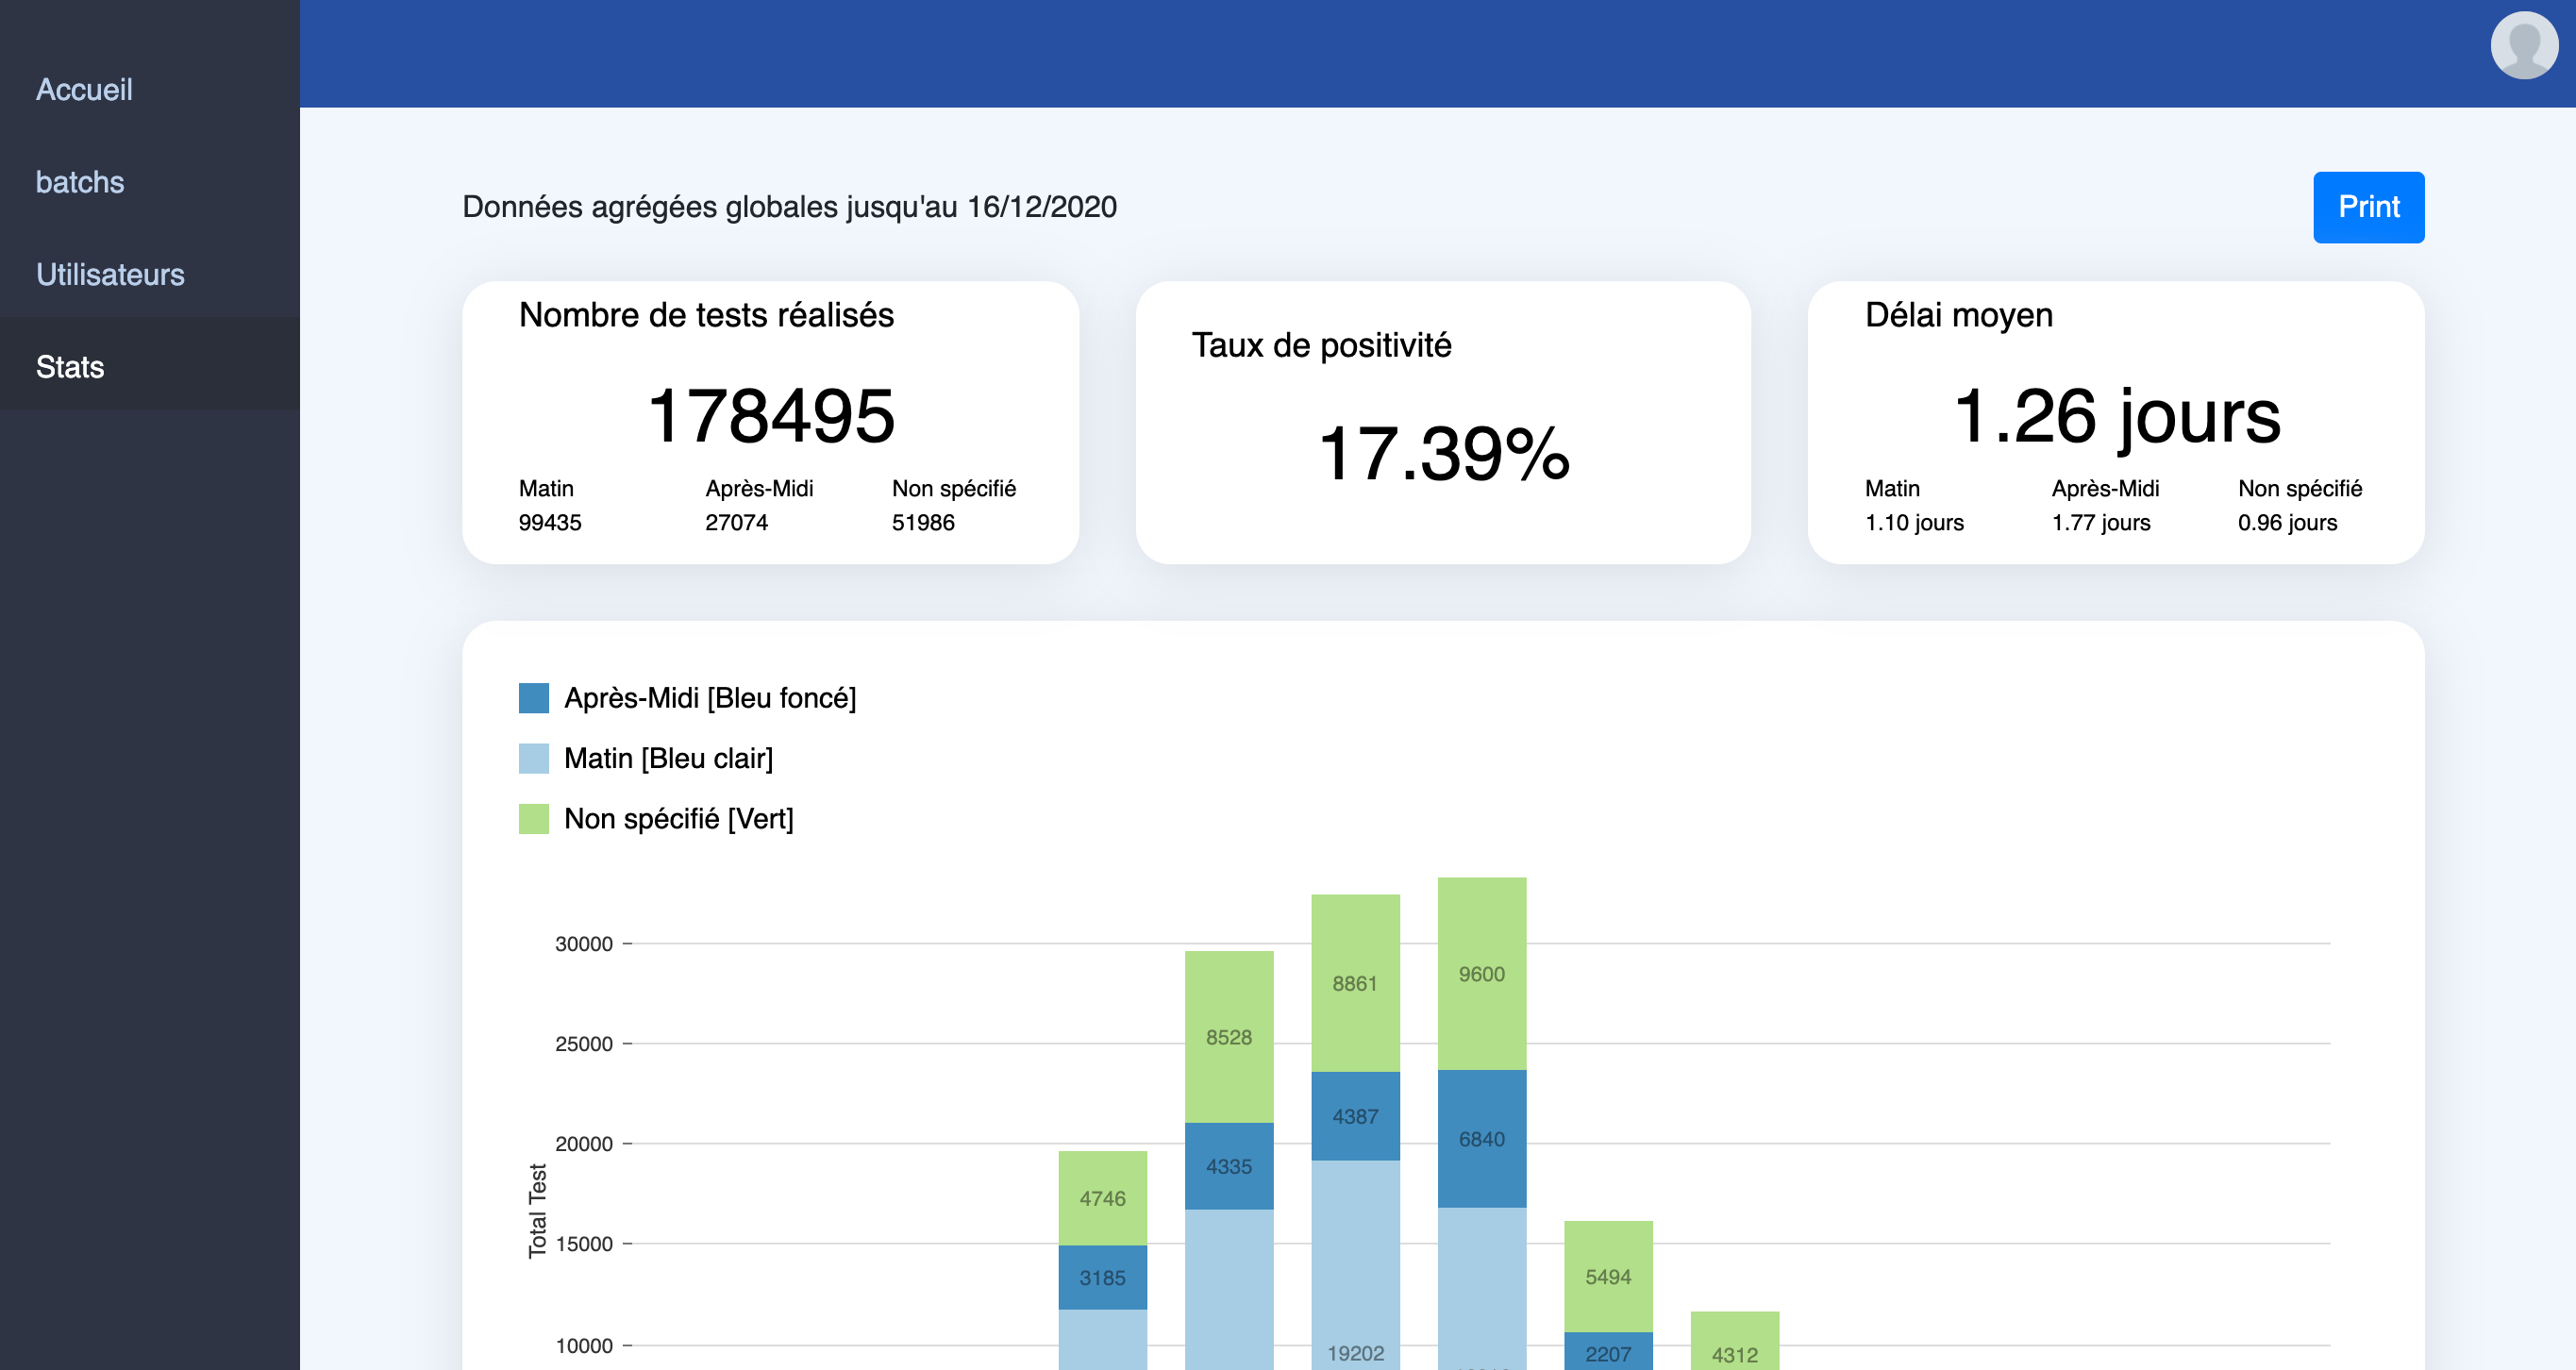 Accueil
batchs
Utilisateurs
Stats
Données agrégées globales jusqu'au 16/12/2020
Print
Nombre de tests réalisés
178495
Matin
Après-Midi
Non spécifié
99435
27074
51986
Taux de positivité
17.39%
Délai moyen
1.26 jours
Matin
Après-Midi
Non spécifié
1.10 jours
1.77 jours
0.96 jours
Après-Midi [Bleu foncé]
Matin [Bleu clair]
Non spécifié [Vert]
Total Test
30000
25000
20000
15000
10000
4746
3185
8528
4335
8861
4387
19202
9600
6840
5494
2207
4312